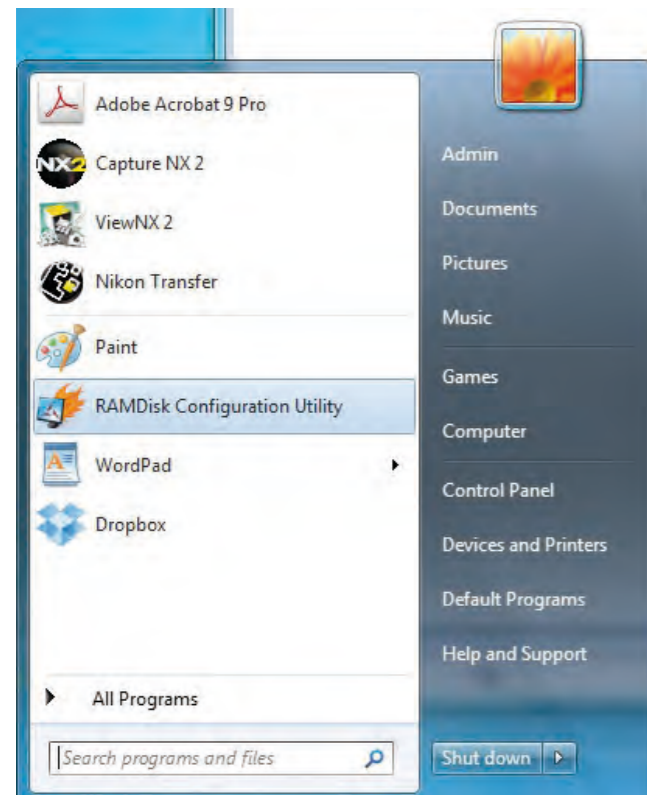 Adobe Acrobat 9 Pro
NX2
Capture NX 2
ViewNX 2
Nikon Transfer
Paint
RAMDisk Configuration Utility
WordPad
Dropbox
All Programs
Search programs and files
Admin
Documents
Pictures
Music
Games
Computer
Control Panel
Devices and Printers
Default Programs
Help and Support
Shut down